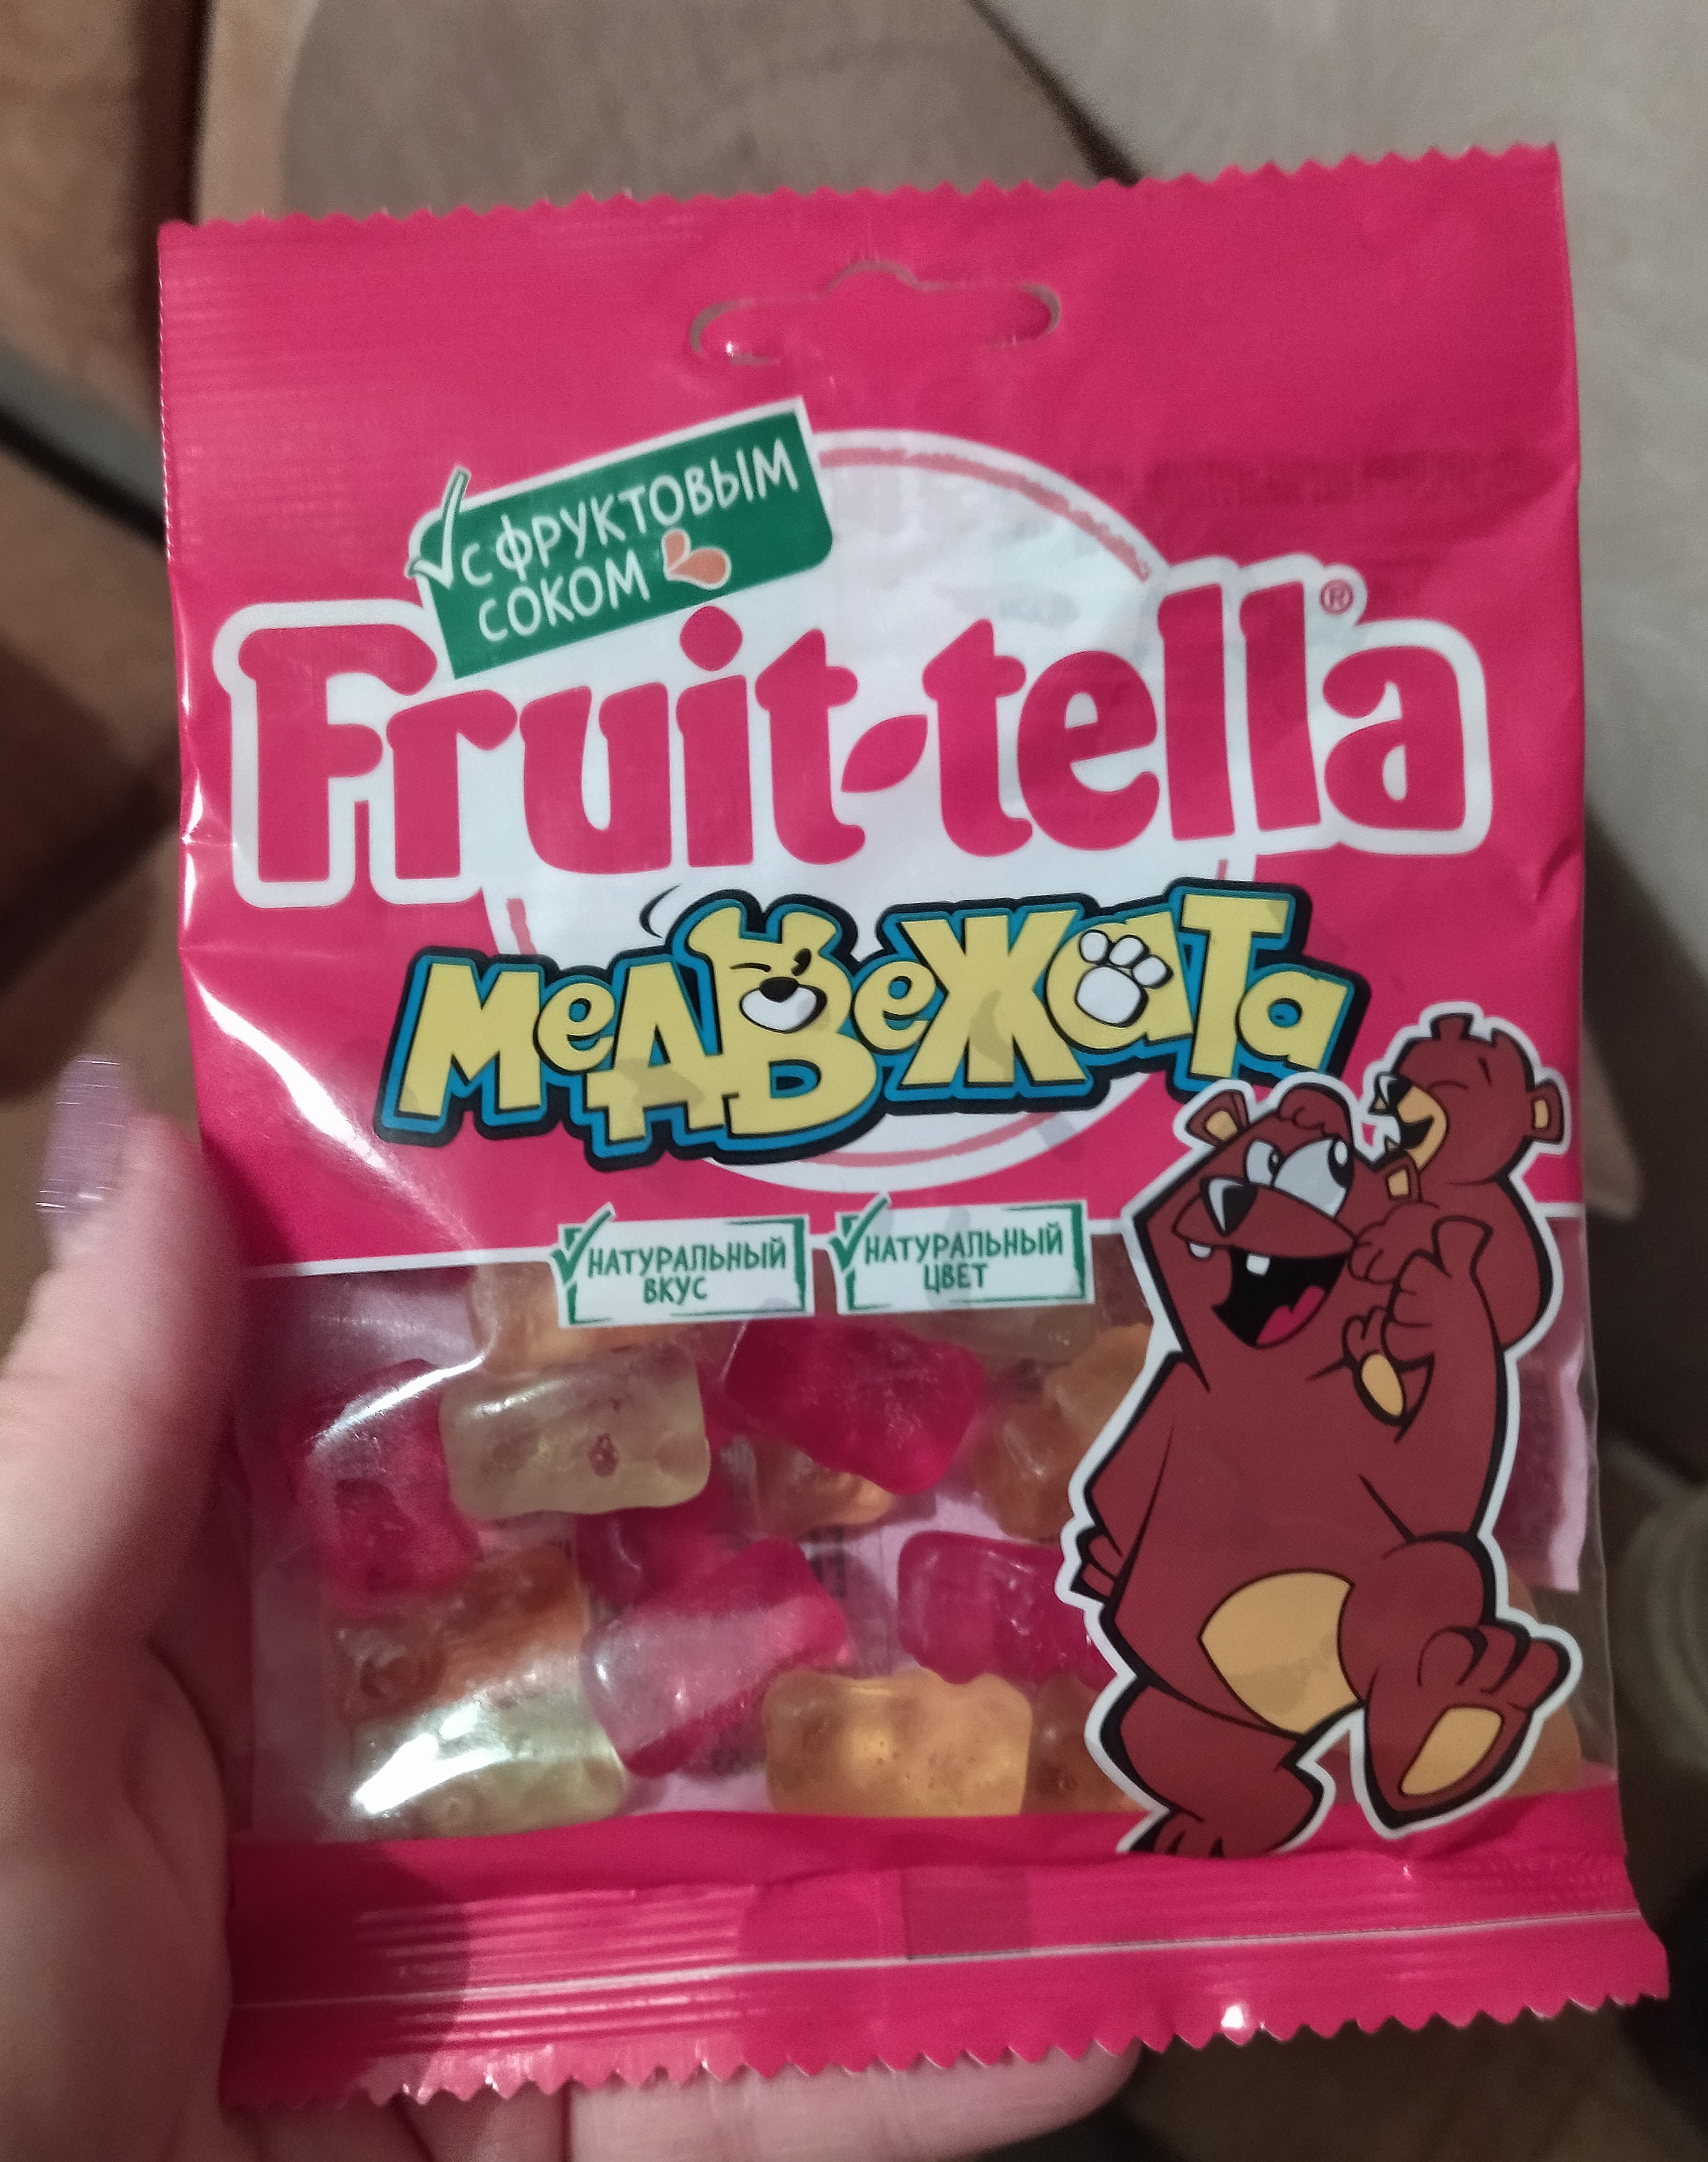 С ФРУКТОВЫМ
СОКОМ
Fruit-tella®
МЕДВЕЖАТА
НАТУРАЛЬНЫЙ
ВКУС
НАТУРАЛЬНЫЙ
ЦВЕТ